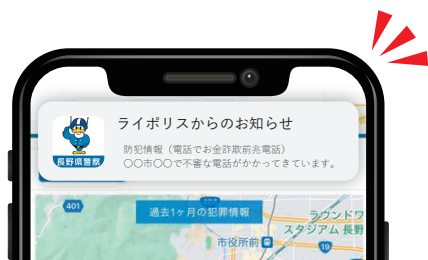 ライポリスからのお知らせ
防犯情報（電話でお金詐欺前兆電話）
〇〇市〇〇で不審な電話がかかってきています。
長野県警察
401
過去1ヶ月の犯罪情報
ラウンドワ
スタジアム 長野
市役所前
19